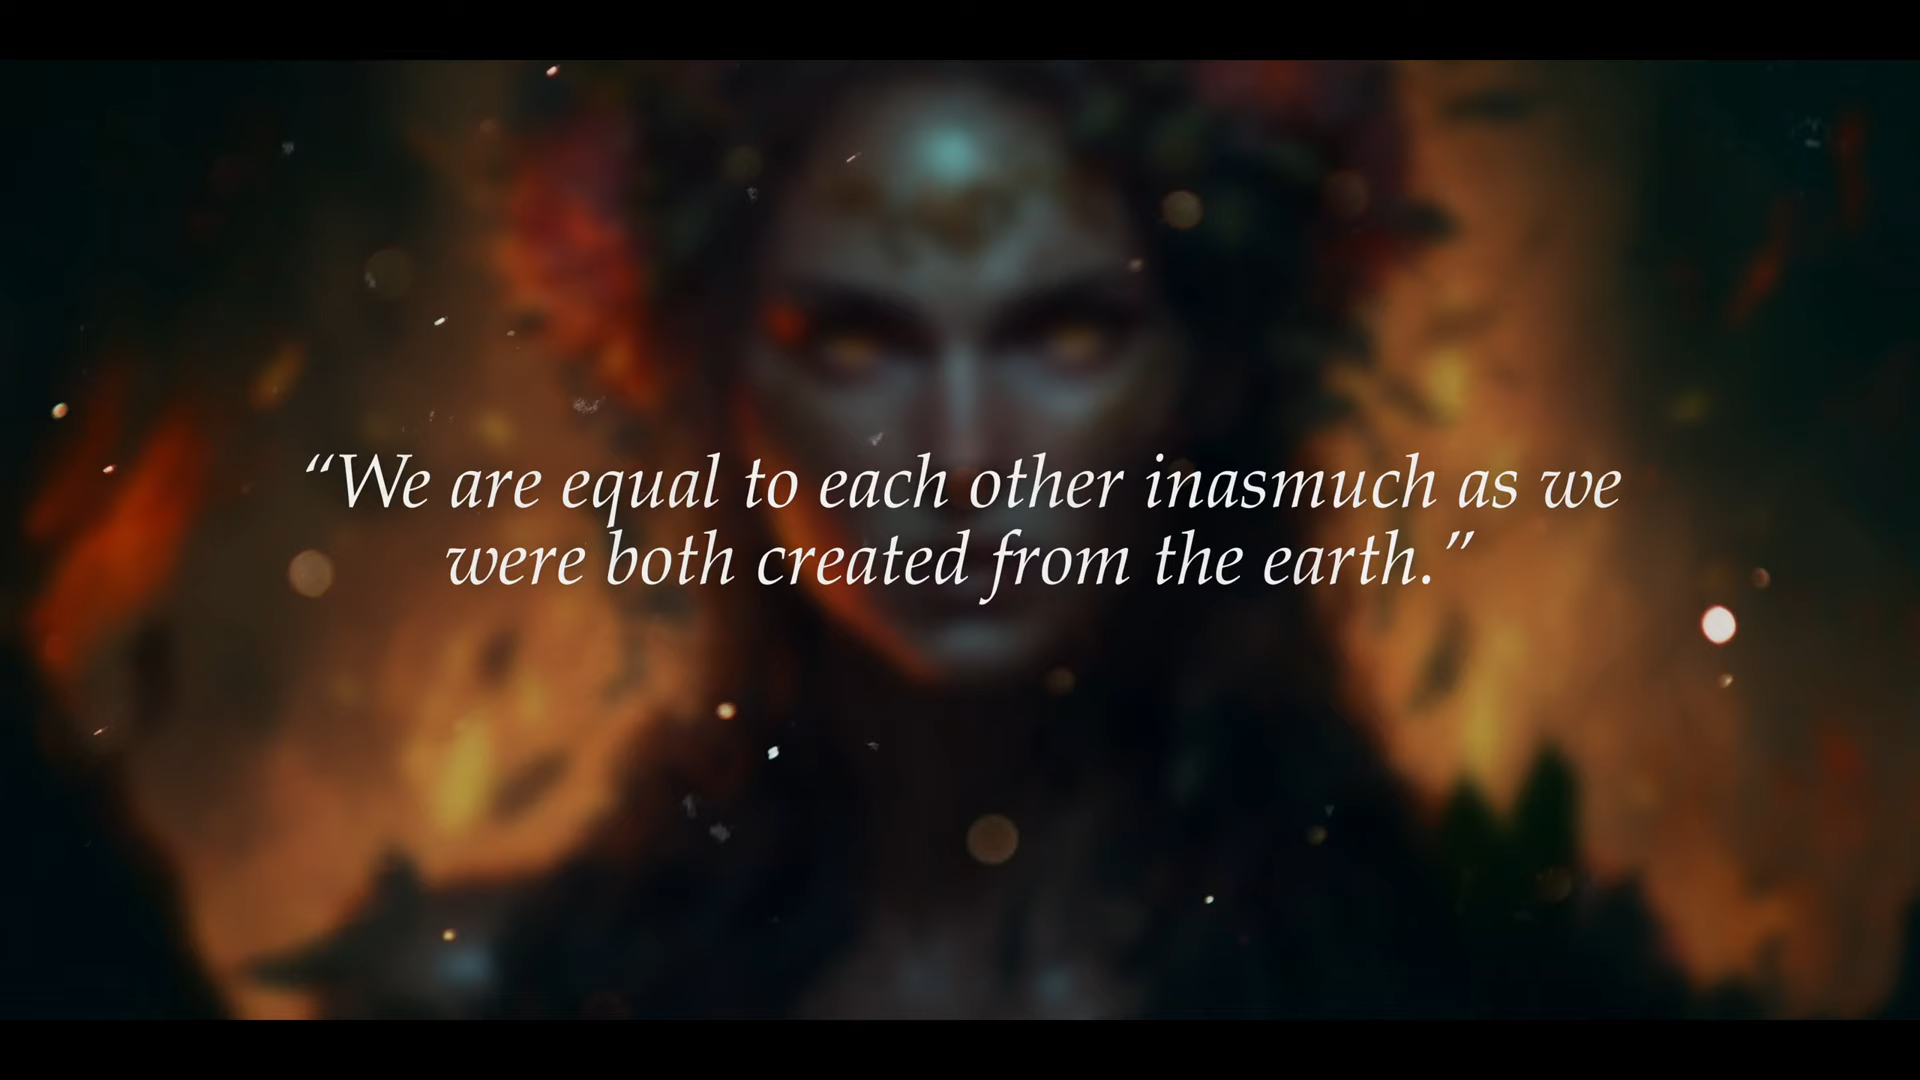 “We are equal to each other inasmuch as we
were both created from the earth.”